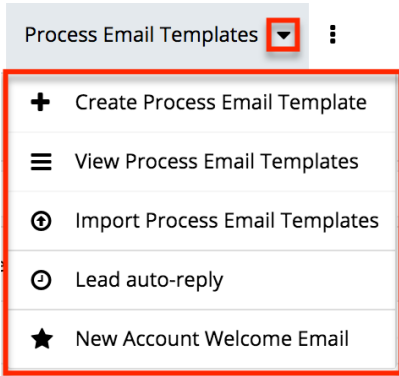 Process Email Templates
Create Process Email Template
View Process Email Templates
Import Process Email Templates
Lead auto-reply
New Account Welcome Email